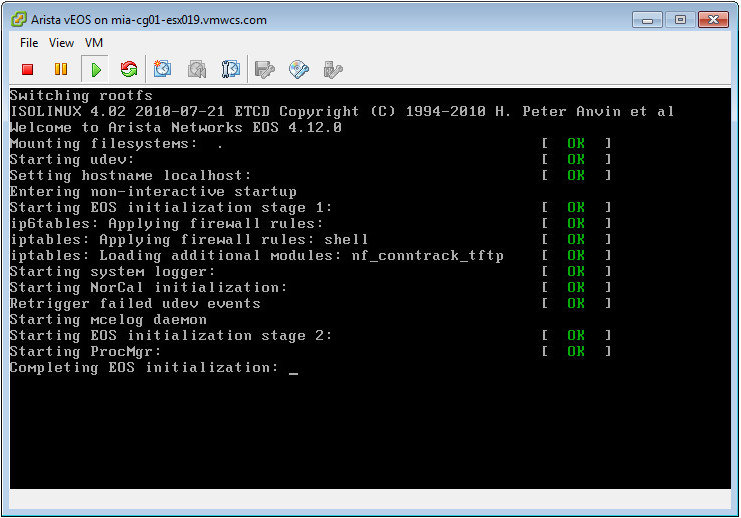 Arista vEOS on mia-cg01-esx019.vmwcs.com
File View VM
Switching rootfs
ISOLINUX 4.02 2010-07-21 ETCD Copyright (C) 1994-2010 H. Peter Anvin et al
Welcome to Arista Networks EOS 4.12.0
Mounting filesystems:  . [ OK ]
Starting udev: [ OK ]
Setting hostname localhost: [ OK ]
Entering non-interactive startup
Starting EOS initialization stage 1: [ OK ]
ip6tables: Applying firewall rules: [ OK ]
iptables: Applying firewall rules: shell [ OK ]
iptables: Loading additional modules: nf_conntrack_tftp [ OK ]
Starting system logger: [ OK ]
Starting NorCal initialization: [ OK ]
Retrigger failed udev events [ OK ]
Starting mcelog daemon
Starting EOS initialization stage 2: [ OK ]
Starting ProcMgr: [ OK ]
Completing EOS initialization: _